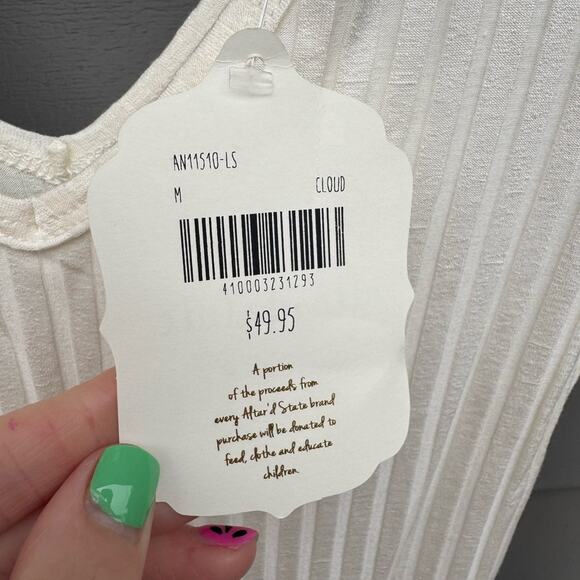 AN11510-LS
M CLOUD
410003231293
$49.95
A portion
of the proceeds from
every Altar'd State brand
purchase will be donated to
feed, clothe and educate
children.